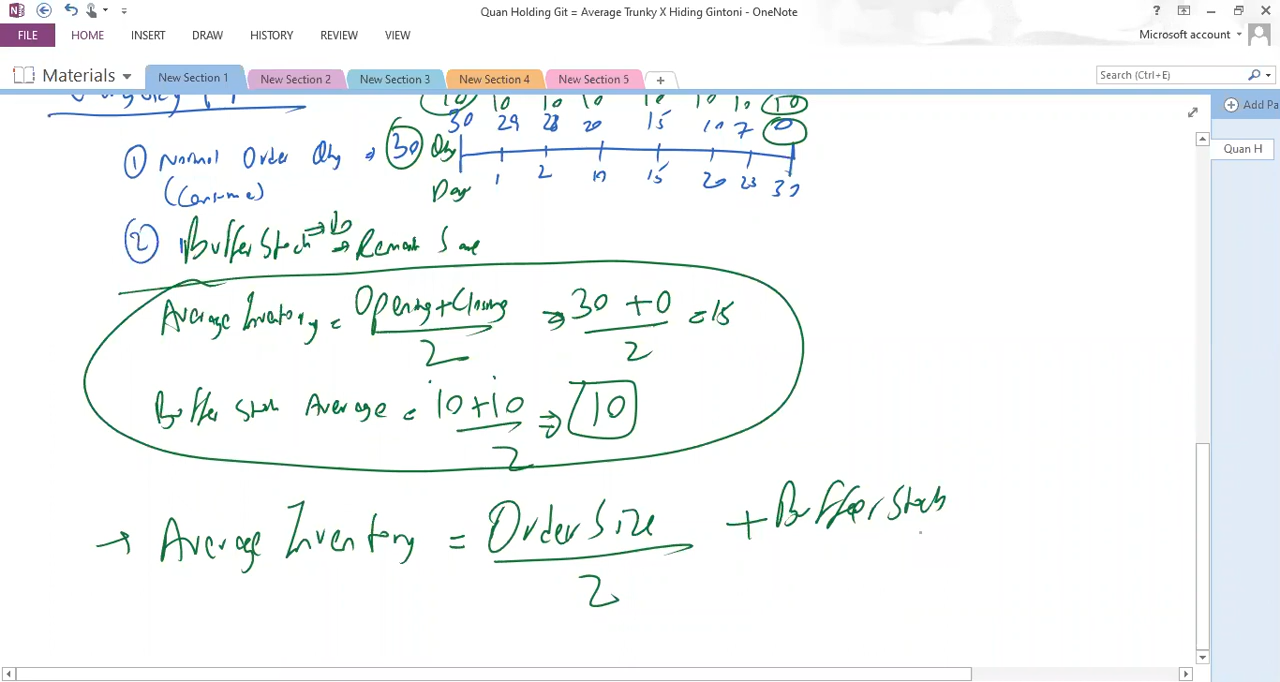 Quan Holding Git = Average Trunky X Hiding Gintoni - OneNote
Microsoft account
FILE HOME INSERT DRAW HISTORY REVIEW VIEW
Materials New Section 1 New Section 2 New Section 3 New Section 4 New Section 5 +
Search (Ctrl+E)
Add Pa
Quan H
10 10 10 10 10 10 10 10
30 29 28 20 15 10 7 0
① Normal Order Qty → 30 Qty
(Consume) Day 1 2 10 15 20 23 30
② Buffer Stock ⇒ 10 → Remain Same
Average Inventory = Opening + Closing / 2 ⇒ 30 + 0 / 2 = 15
Buffer Stock Average = 10 + 10 / 2 ⇒ 10
→ Average Inventory = Order Size / 2 + Buffer Stock